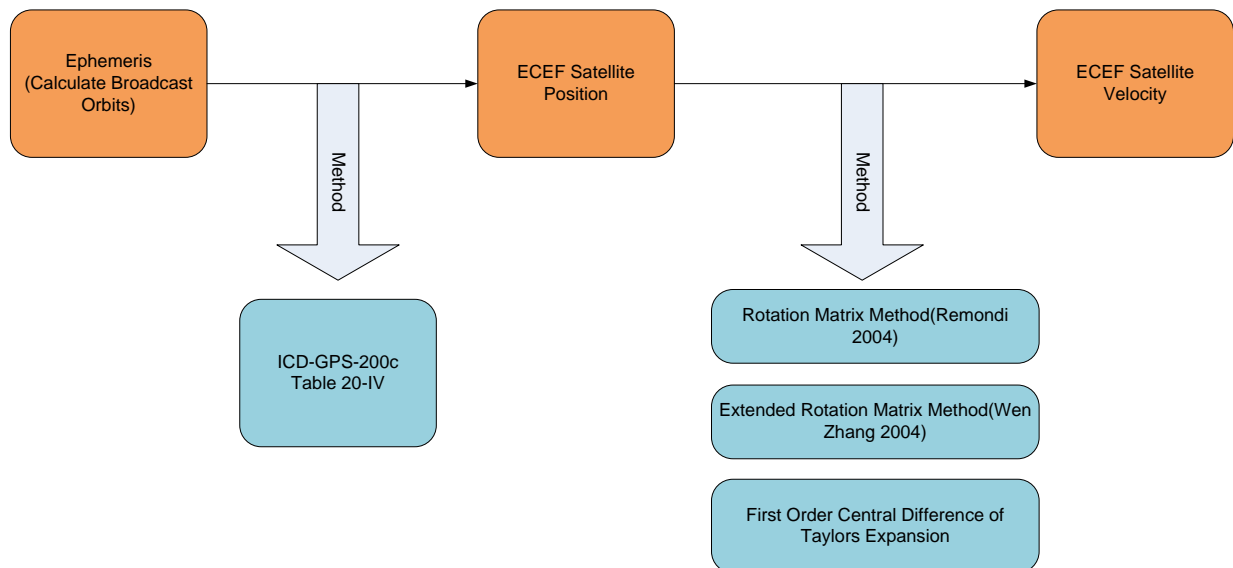 Ephemeris
(Calculate Broadcast
Orbits)
ECEF Satellite
Position
ECEF Satellite
Velocity
Method
Method
ICD-GPS-200c
Table 20-IV
Rotation Matrix Method(Remondi
2004)
Extended Rotation Matrix Method(Wen
Zhang 2004)
First Order Central Difference of
Taylors Expansion